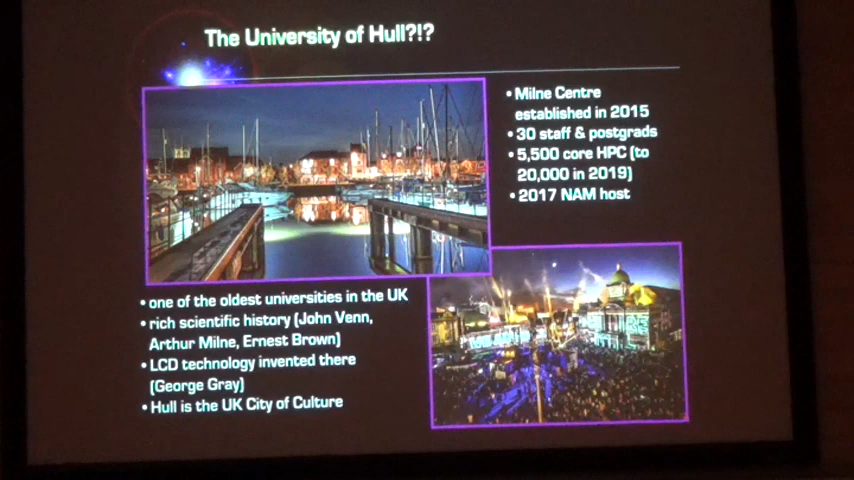 The University of Hull?!?
• Milne Centre
established in 2015
• 30 staff & postgrads
• 5,500 core HPC (to
20,000 in 2019)
• 2017 NAM host
• one of the oldest universities in the UK
• rich scientific history (John Venn,
Arthur Milne, Ernest Brown)
• LCD technology invented there
(George Gray)
• Hull is the UK City of Culture